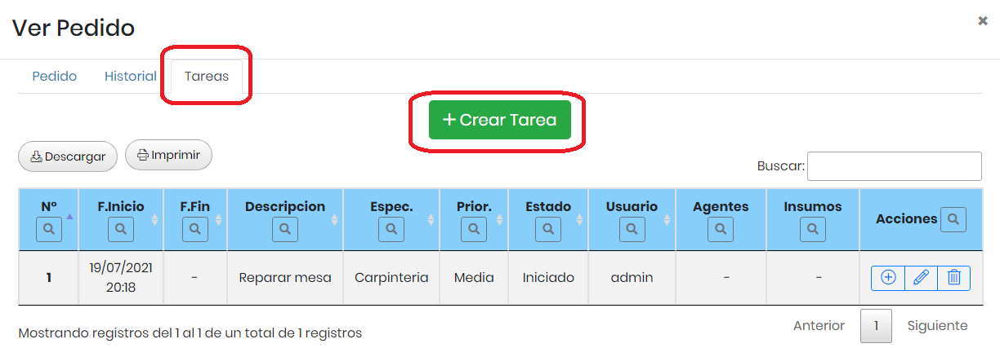 Ver Pedido
Pedido Historial Tareas
+ Crear Tarea
Descargar Imprimir
Buscar:
Nº F.Inicio F.Fin Descripcion Espec. Prior. Estado Usuario Agentes Insumos Acciones
1 19/07/2021 20:18 - Reparar mesa Carpinteria Media Iniciado admin - -
Mostrando registros del 1 al 1 de un total de 1 registros
Anterior 1 Siguiente